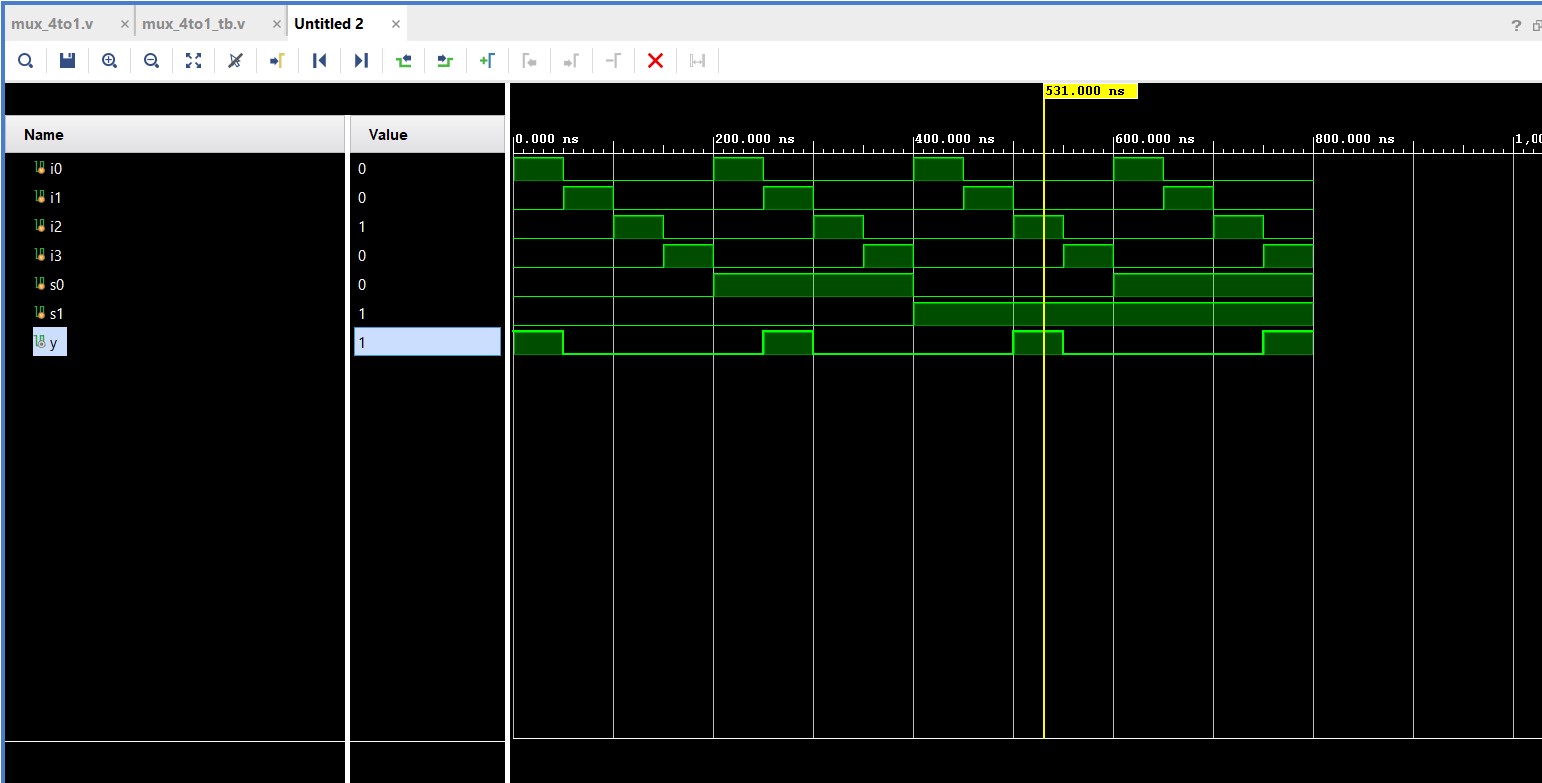 mux_4to1.v × mux_4to1_tb.v × Untitled 2 × ?
531.000 ns
Name Value 0.000 ns 200.000 ns 400.000 ns 600.000 ns 800.000 ns 1,0
i0 0
i1 0
i2 1
i3 0
s0 0
s1 1
y 1